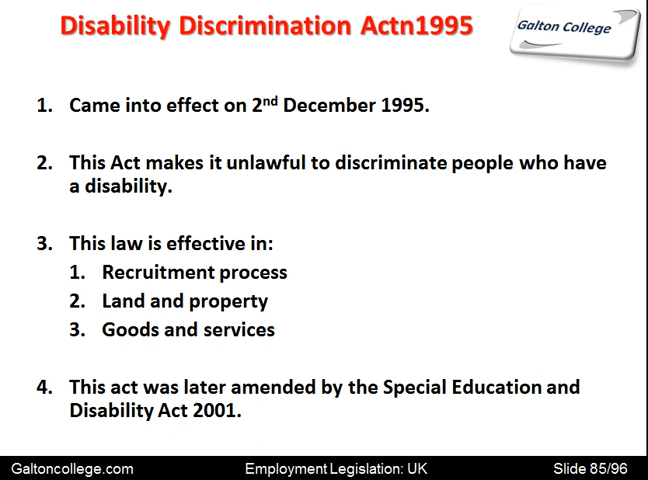 Disability Discrimination Actn1995
Galton College
1. Came into effect on 2nd December 1995.
2. This Act makes it unlawful to discriminate people who have
a disability.
3. This law is effective in:
1. Recruitment process
2. Land and property
3. Goods and services
4. This act was later amended by the Special Education and
Disability Act 2001.
Galtoncollege.com Employment Legislation: UK Slide 85/96